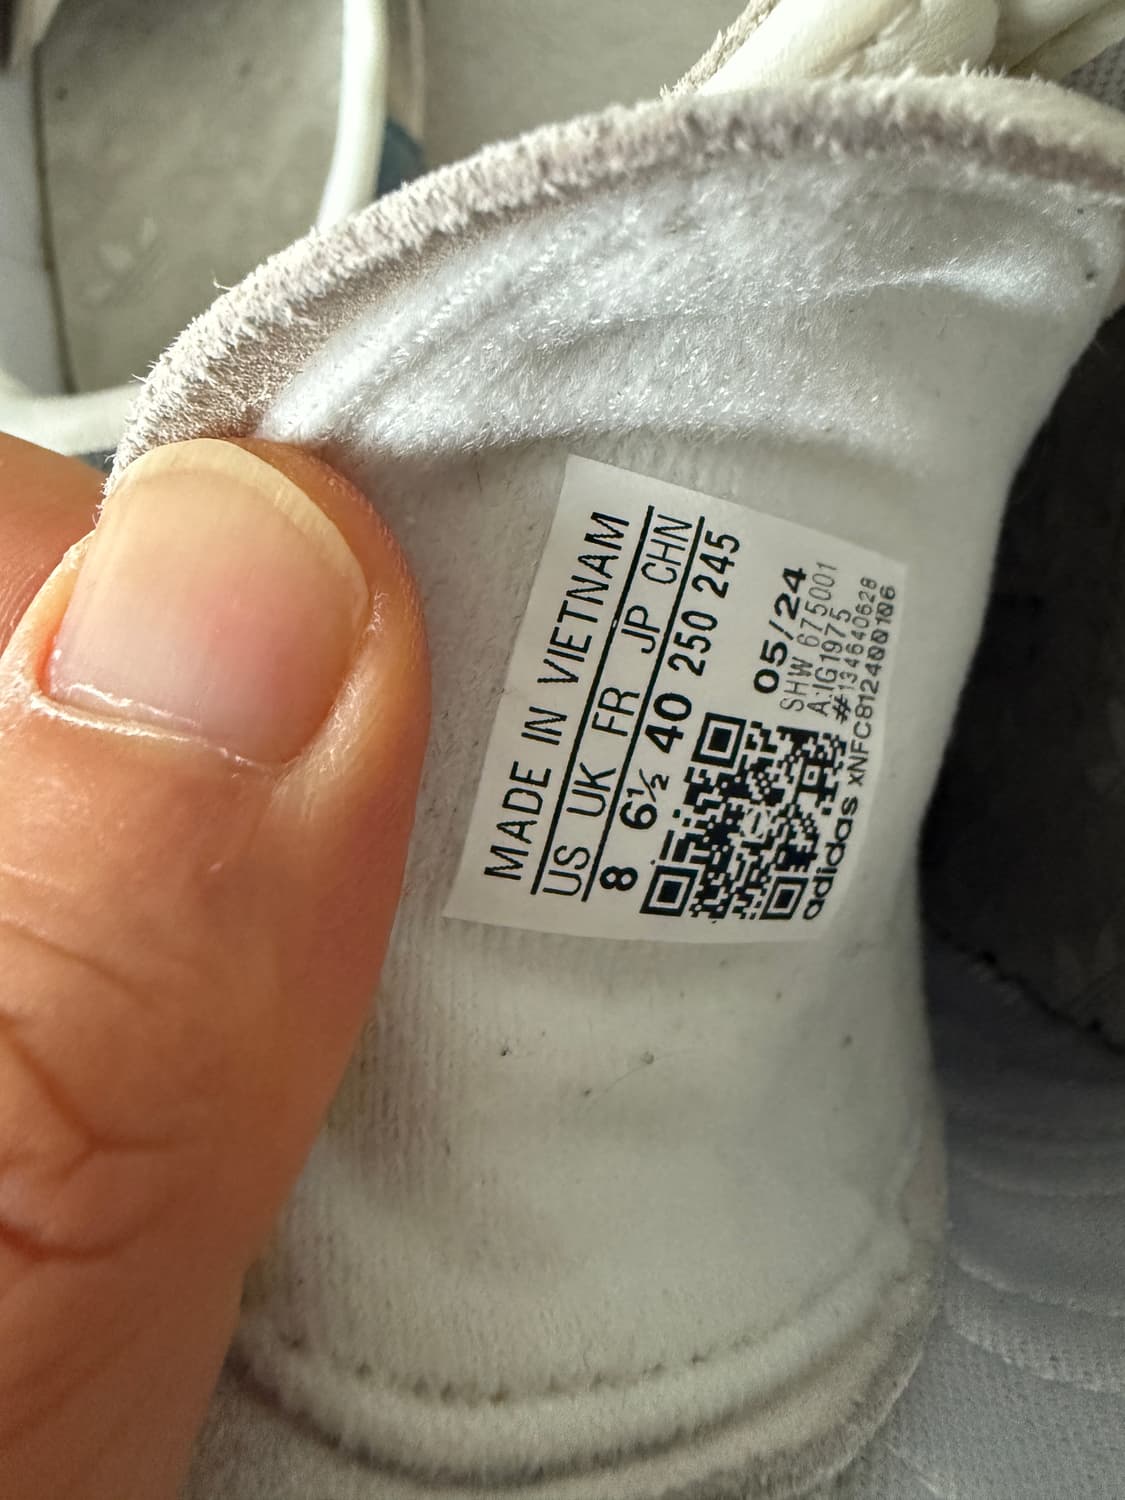 MADE IN VIETNAM
US UK FR JP CHN
8 6½ 40 250 245
05/24
SHW 675001
A:IG1975
#134640628
adidas XNFC812400106